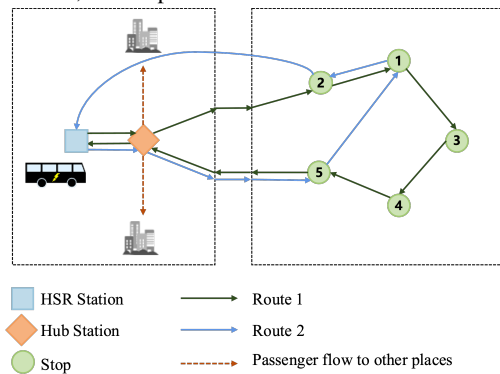 1
2
3
5
4
HSR Station
Route 1
Hub Station
Route 2
Stop
Passenger flow to other places